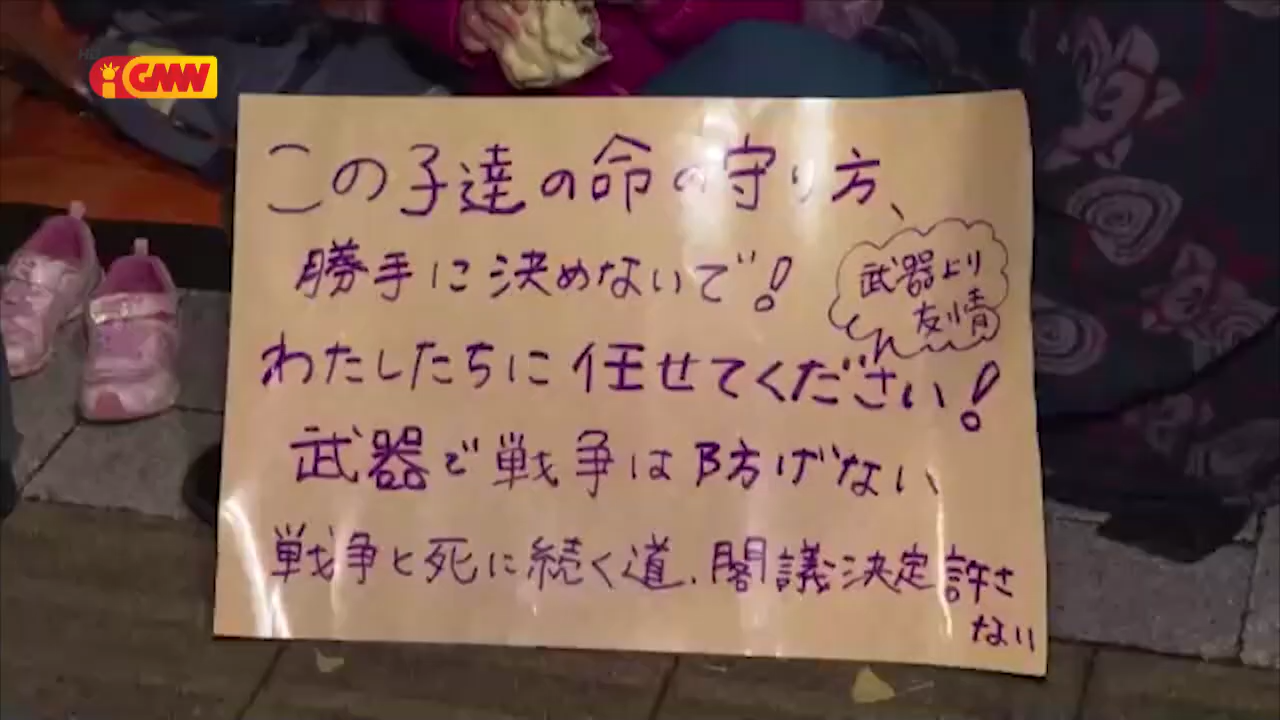 iGMW
この子達の命の守り方、
勝手に決めないで!
武器より
友情
わたしたちに任せてください!
武器で戦争は防げない、
戦争と死に続く道、閣議決定許さ
ない